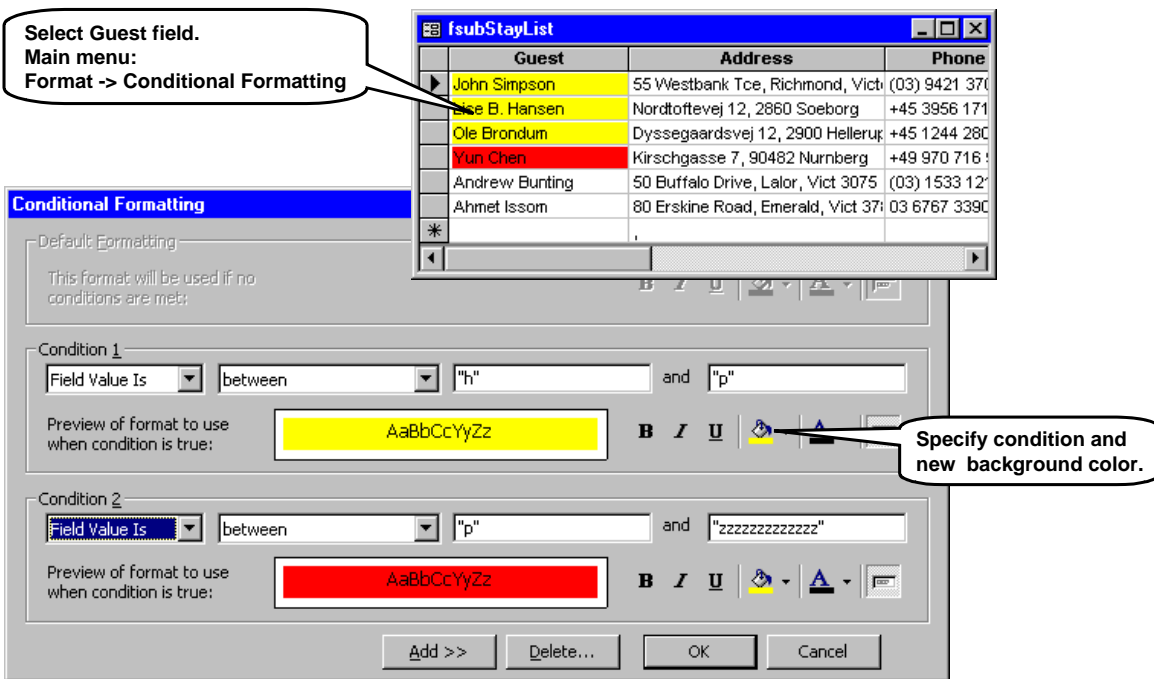 Select Guest field.
Main menu:
Format -> Conditional Formatting
fsubStayList
Guest Address Phone
John Simpson 55 Westbank Tce, Richmond, Victo (03) 9421 370
Lise B. Hansen Nordtoftevej 12, 2860 Soeborg +45 3956 171
Ole Brondum Dyssegaardsvej 12, 2900 Hellerup +45 1244 280
Yun Chen Kirschgasse 7, 90482 Nurnberg +49 970 716
Andrew Bunting 50 Buffalo Drive, Lalor, Vict 3075 (03) 1533 12
Ahmet Issom 80 Erskine Road, Emerald, Vict 37 03 6767 3390
,
Conditional Formatting
Default Formatting
This format will be used if no
conditions are met:
B I U A
Condition 1
Field Value Is between "h" and "p"
Preview of format to use
when condition is true:
AaBbCcYyZz
B I U A
Specify condition and
new background color.
Condition 2
Field Value Is between "p" and "zzzzzzzzzzzzz"
Preview of format to use
when condition is true:
AaBbCcYyZz
B I U A
Add >> Delete... OK Cancel